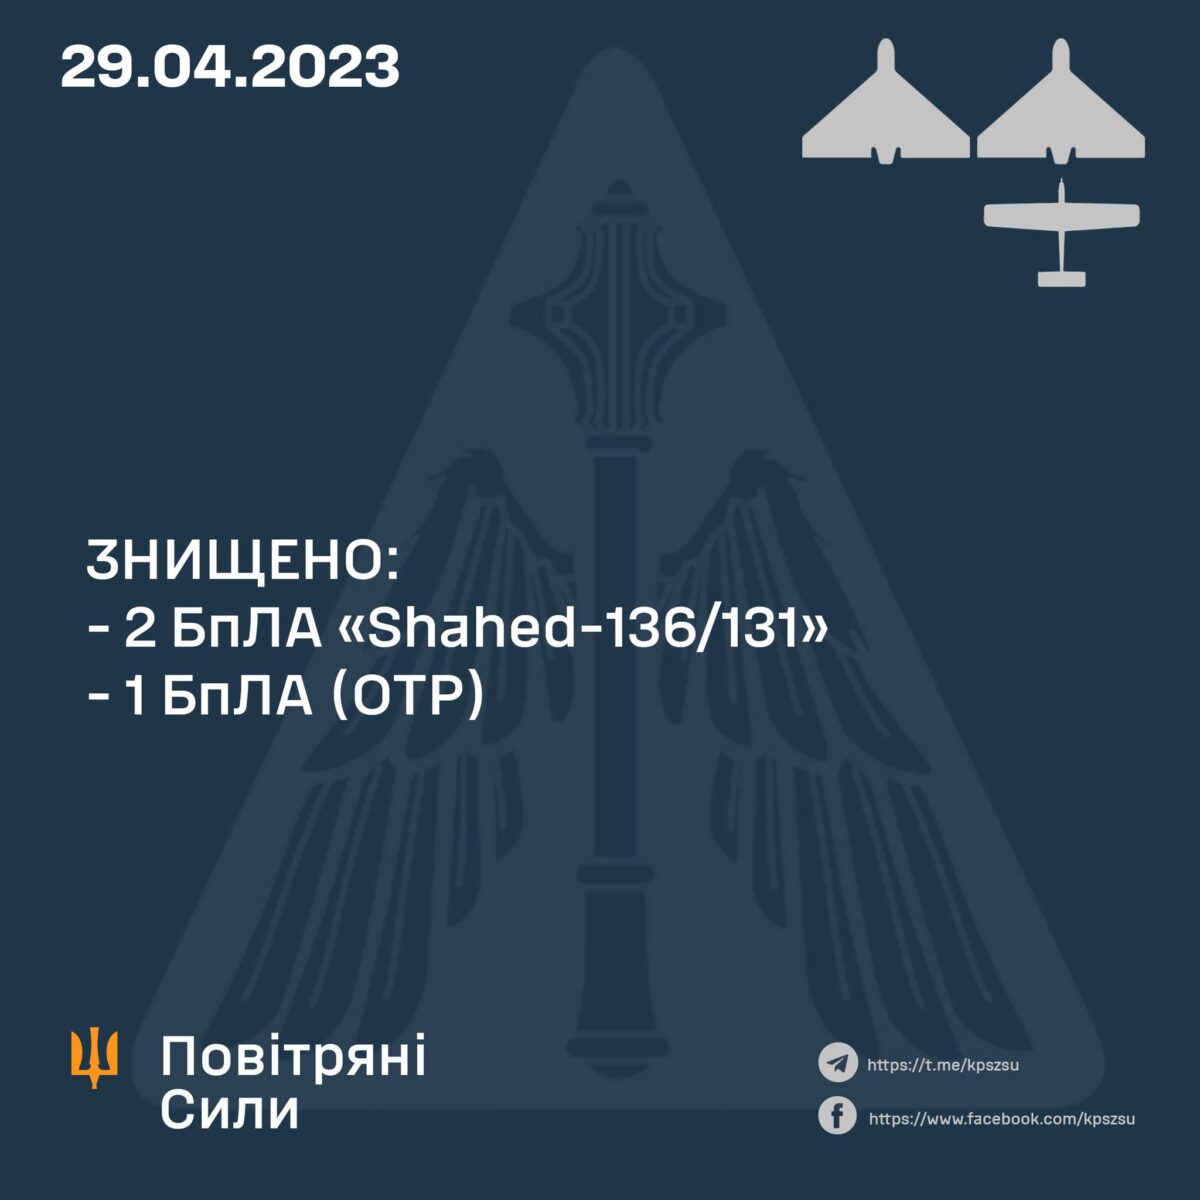 29.04.2023
ЗНИЩЕНО:
- 2 БпЛА «Shahed-136/131»
- 1 БпЛА (ОТР)
Повітряні
Сили
https://t.me/kpszsu
https://www.facebook.com/kpszsu